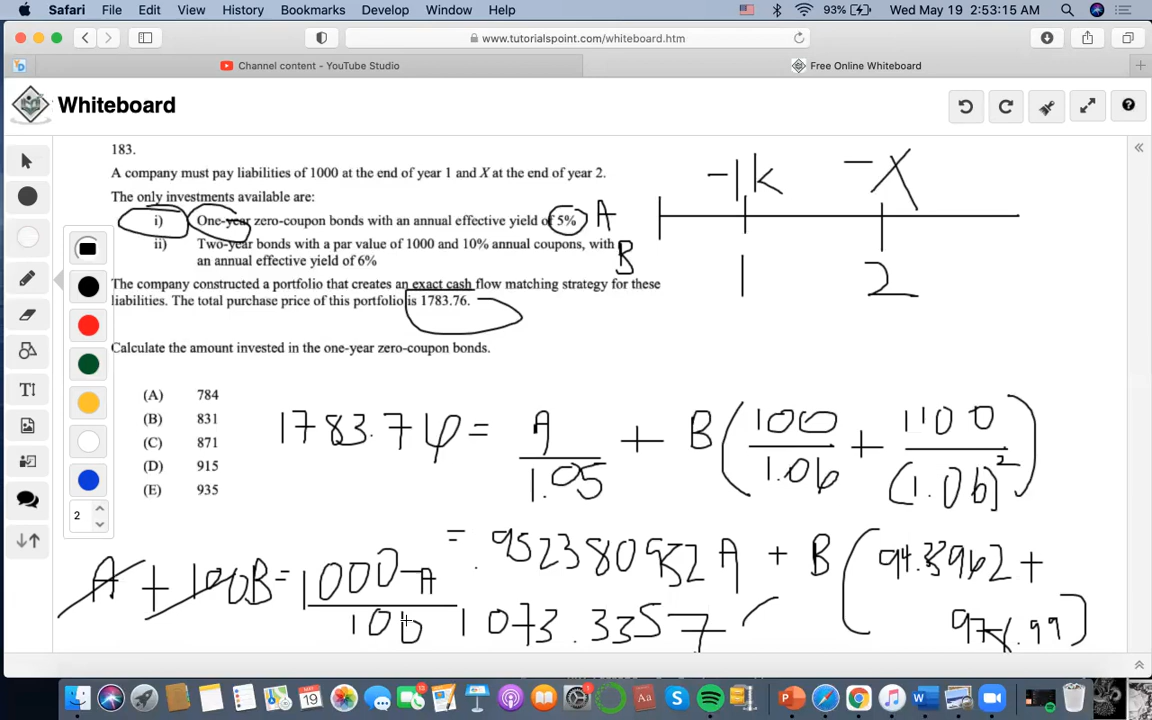 Safari File Edit View History Bookmarks Develop Window Help 93% Wed May 19 2:53:15 AM
www.tutorialspoint.com/whiteboard.htm
Channel content - YouTube Studio
Free Online Whiteboard
Whiteboard
183.
A company must pay liabilities of 1000 at the end of year 1 and X at the end of year 2.
The only investments available are:
i) One-year zero-coupon bonds with an annual effective yield of 5% A
ii) Two-year bonds with a par value of 1000 and 10% annual coupons, with
an annual effective yield of 6% B
The company constructed a portfolio that creates an exact cash flow matching strategy for these
liabilities. The total purchase price of this portfolio is 1783.76.
-1k -X
1 2
Calculate the amount invested in the one-year zero-coupon bonds.
(A) 784
(B) 831
(C) 871
(D) 915
(E) 935
1783.76 = A/1.05 + B(100/1.06 + 1100/(1.06)^2)
= .952380952A + B(94.33962 +
A + 100B = 1000-A
100
1073.3357
2